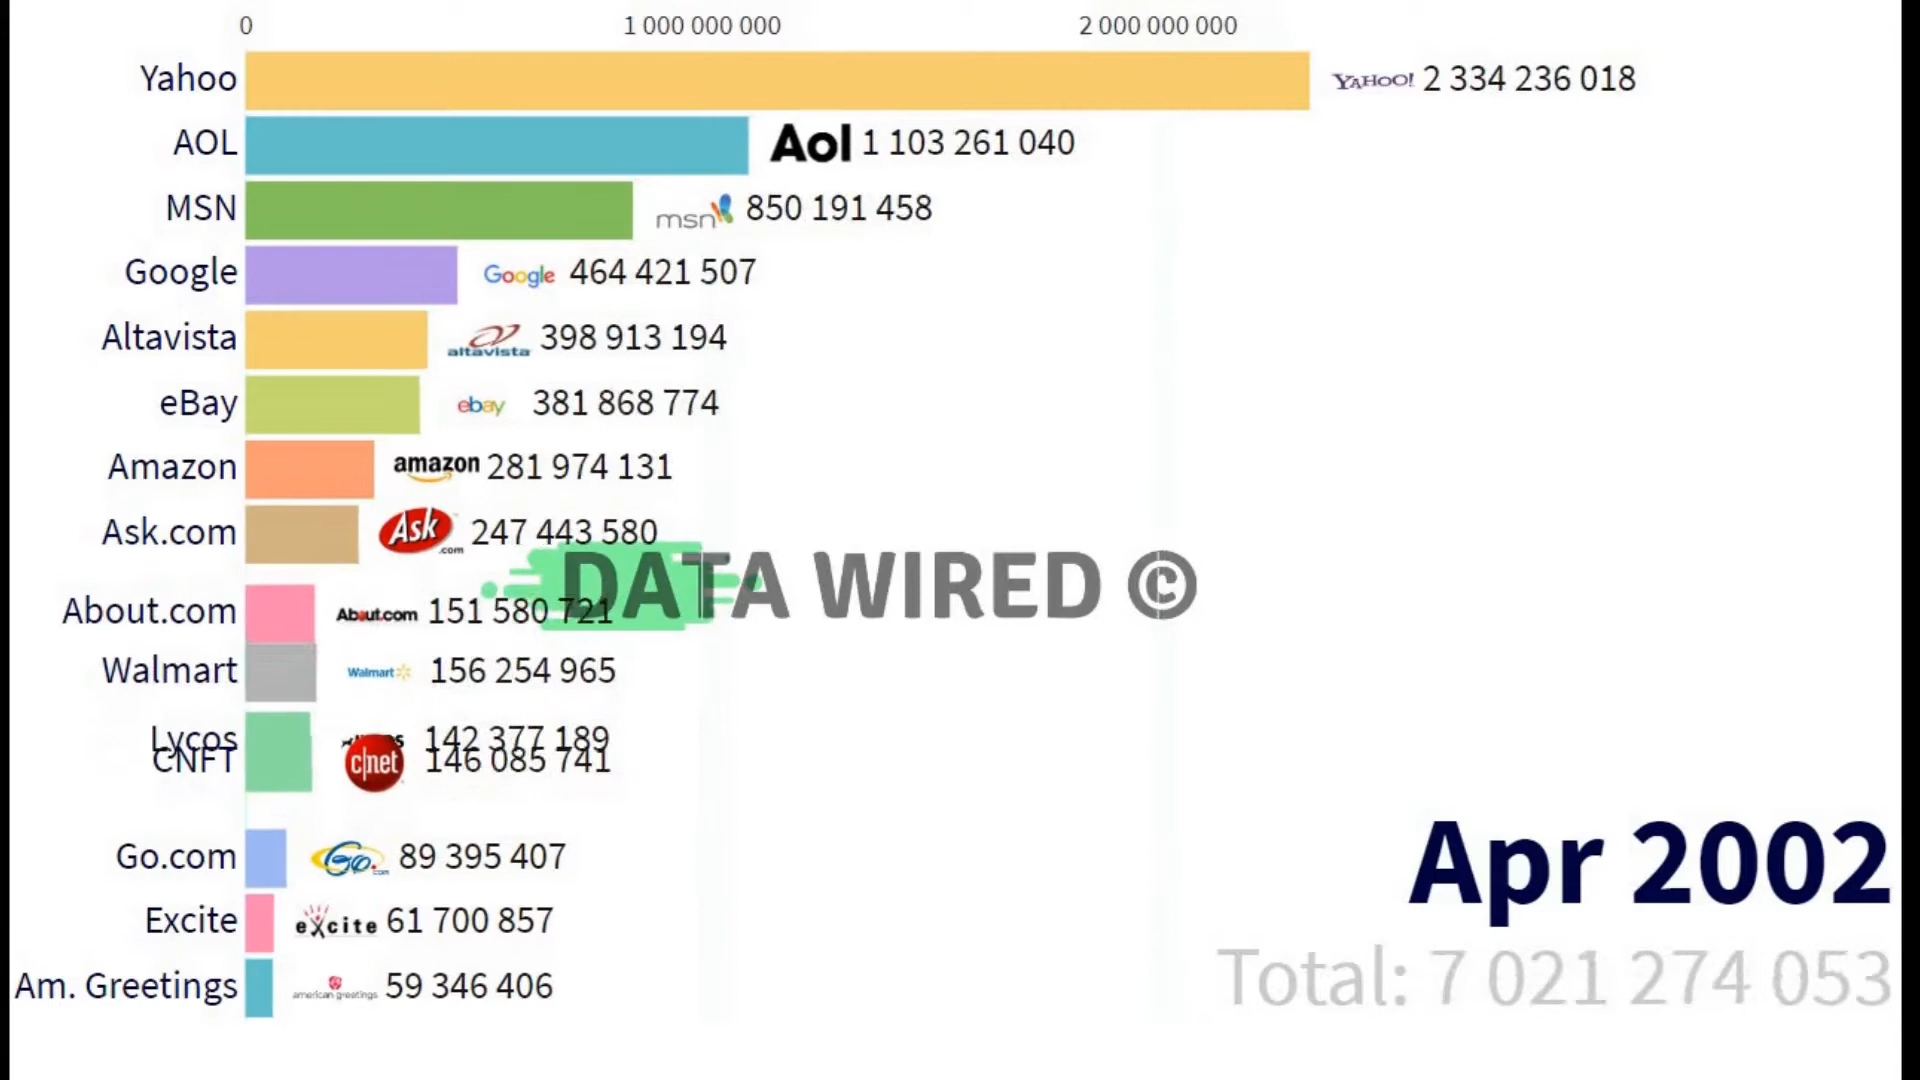 0 1 000 000 000 2 000 000 000
Yahoo YAHOO! 2 334 236 018
AOL Aol 1 103 261 040
MSN msn 850 191 458
Google Google 464 421 507
Altavista altavista 398 913 194
eBay ebay 381 868 774
Amazon amazon 281 974 131
Ask.com Ask .com 247 443 580
DATA WIRED ©
About.com About.com 151 580 721
Walmart Walmart 156 254 965
Lycos 142 377 189
CNET c|net 146 085 741
Go.com Go.com 89 395 407
Excite excite 61 700 857
Am. Greetings american greetings 59 346 406
Apr 2002
Total: 7 021 274 053